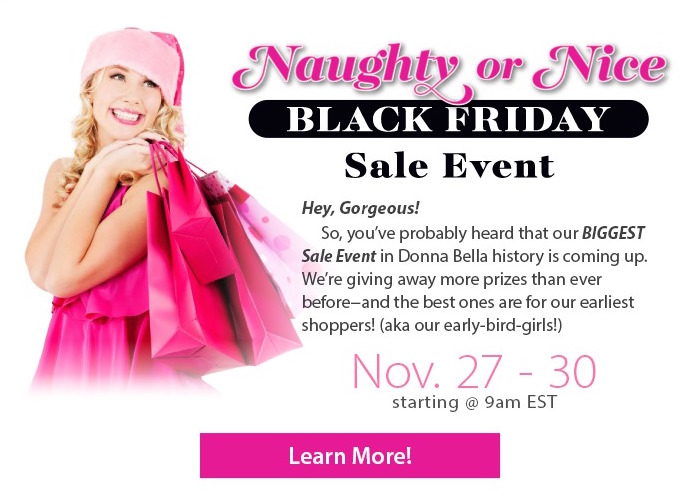 Naughty or Nice
BLACK FRIDAY
Sale Event
Hey, Gorgeous!
So, you've probably heard that our BIGGEST
Sale Event in Donna Bella history is coming up.
We're giving away more prizes than ever
before–and the best ones are for our earliest
shoppers! (aka our early-bird-girls!)
Nov. 27 - 30
starting @ 9am EST
Learn More!